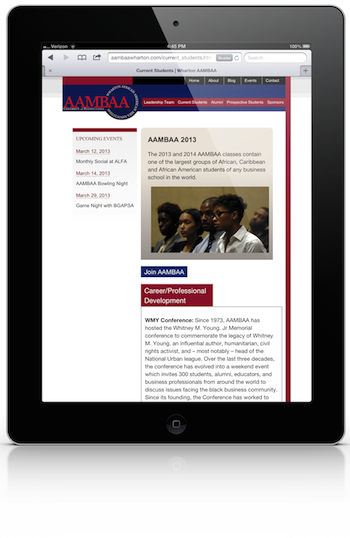 Verizon 4:45 PM 100%
aambaawharton.com/current_students.html Reader Search
Current Students | Wharton AAMBAA
Home About Blog Events Contact
AAMBAA
Leadership Team Current Students Alumni Prospective Students Sponsors
UPCOMING EVENTS
March 12, 2013
Monthly Social at ALFA
March 14, 2013
AAMBAA Bowling Night
March 29, 2013
Game Night with BGAPSA
AAMBAA 2013
The 2013 and 2014 AAMBAA classes contain
one of the largest groups of African, Caribbean
and African American students of any business
school in the world.
Join AAMBAA
Career/Professional
Development
WMY Conference: Since 1973, AAMBAA has
hosted the Whitney M. Young, Jr Memorial
conference to commemorate the legacy of Whitney
M. Young, an influential author, humanitarian, civil
rights activist, and – most notably – head of the
National Urban league. Over the last three decades,
the conference has evolved into a weekend event
which invites 300 students, alumni, educators, and
business professionals from around the world to
discuss issues facing the black business community.
Since its founding, the Conference has worked to